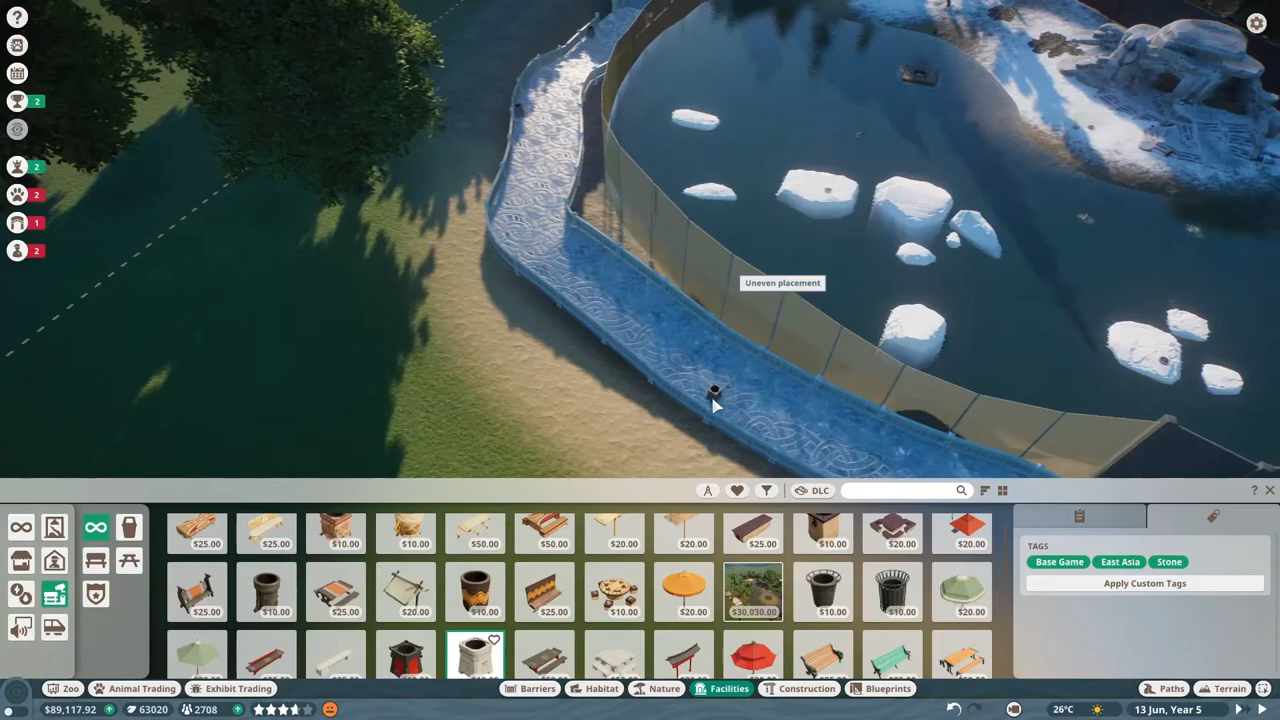 ?
2
2
2
1
2
Uneven placement
DLC
? ×
$25.00 $25.00 $10.00 $10.00 $50.00 $50.00 $20.00 $20.00 $25.00 $10.00 $20.00 $20.00
$25.00 $10.00 $25.00 $20.00 $10.00 $25.00 $10.00 $20.00 $30,030.00 $10.00 $10.00 $20.00
TAGS
Base Game East Asia Stone
Apply Custom Tags
Zoo Animal Trading Exhibit Trading Barriers Habitat Nature Facilities Construction Blueprints Paths Terrain
$89,117.92 63020 2708 26°C 13 Jun, Year 5